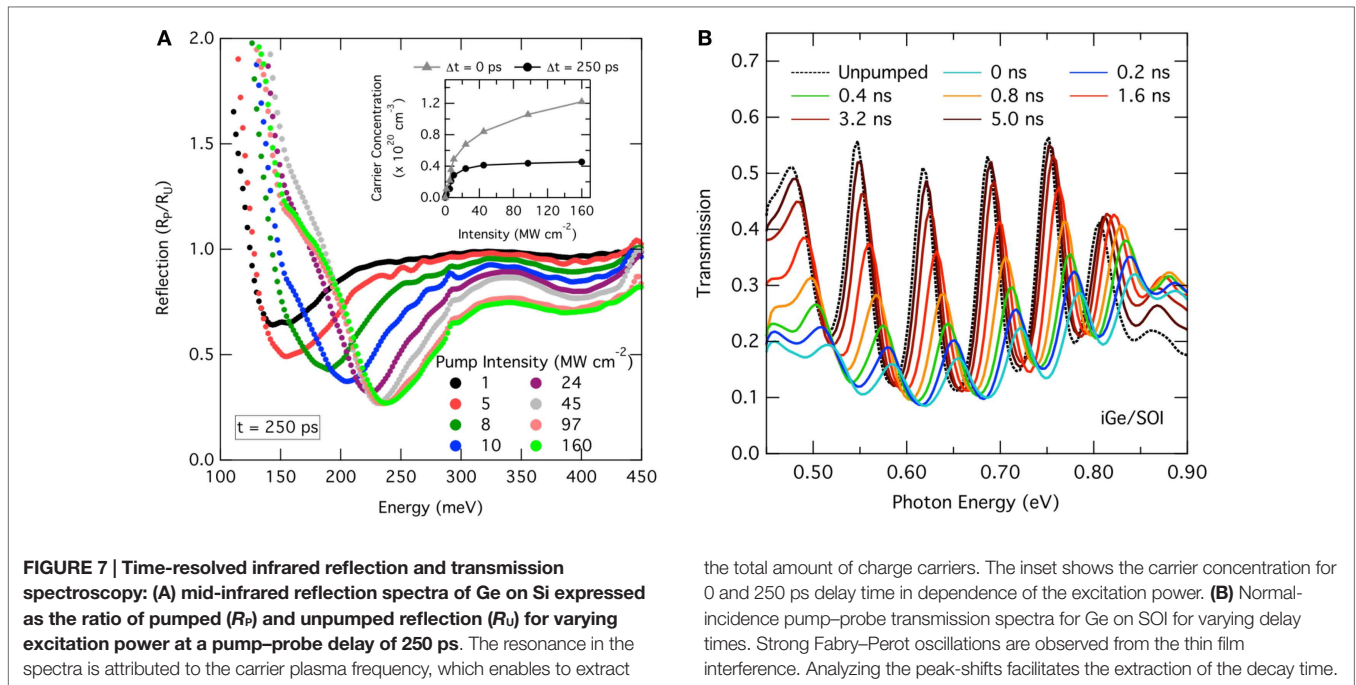 A
2.0
1.5
1.0
0.5
0.0
Reflection (Rₚ/Rᵤ)
Δt = 0 ps
Δt = 250 ps
1.2
0.8
0.4
0.0
Carrier Concentration
(x 10²⁰ cm⁻³)
0 40 80 120 160
Intensity (MW cm⁻²)
Pump Intensity (MW cm⁻²)
1 24
5 45
8 97
10 160
t = 250 ps
100 150 200 250 300 350 400 450
Energy (meV)
B
0.7
0.6
0.5
0.4
0.3
0.2
0.1
0.0
Transmission
Unpumped 0 ns 0.2 ns
0.4 ns 0.8 ns 1.6 ns
3.2 ns 5.0 ns
iGe/SOI
0.50 0.60 0.70 0.80 0.90
Photon Energy (eV)
FIGURE 7 | Time-resolved infrared reflection and transmission
spectroscopy: (A) mid-infrared reflection spectra of Ge on Si expressed
as the ratio of pumped (Rₚ) and unpumped reflection (Rᵤ) for varying
excitation power at a pump–probe delay of 250 ps. The resonance in the
spectra is attributed to the carrier plasma frequency, which enables to extract
the total amount of charge carriers. The inset shows the carrier concentration for
0 and 250 ps delay time in dependence of the excitation power. (B) Normal-
incidence pump–probe transmission spectra for Ge on SOI for varying delay
times. Strong Fabry–Perot oscillations are observed from the thin film
interference. Analyzing the peak-shifts facilitates the extraction of the decay time.